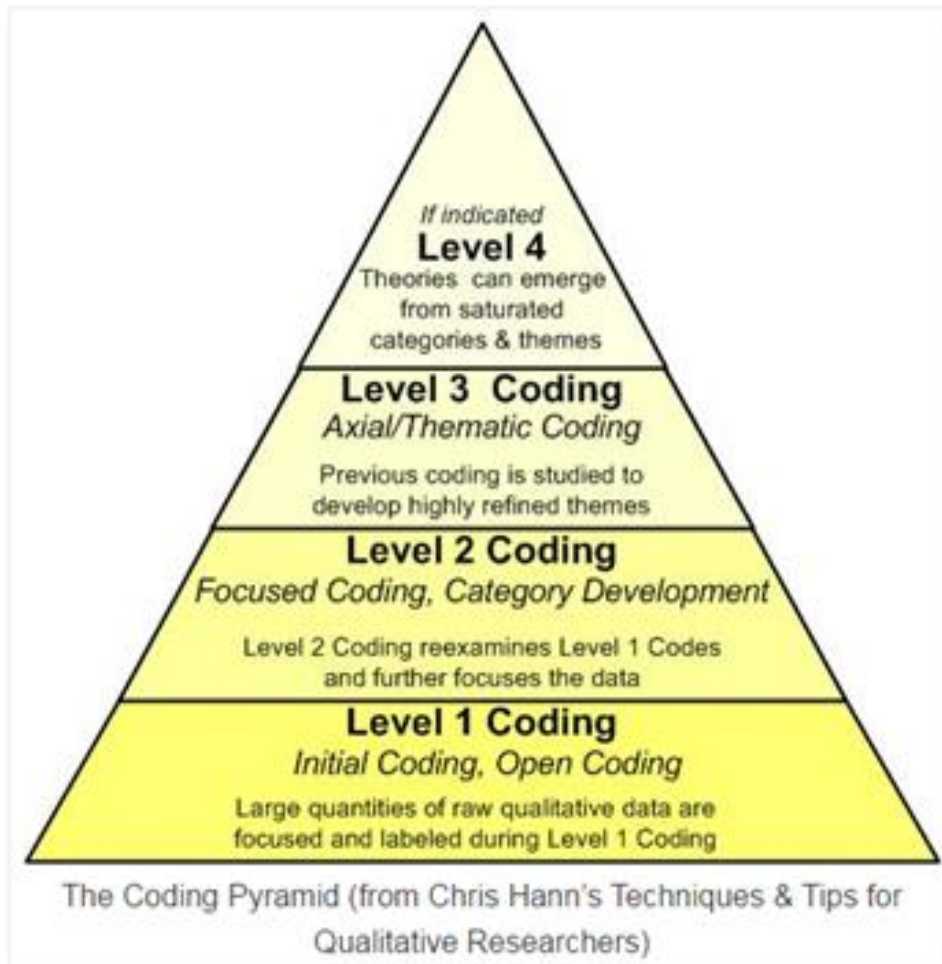 If indicated
Level 4
Theories can emerge
from saturated
categories & themes
Level 3 Coding
Axial/Thematic Coding
Previous coding is studied to
develop highly refined themes
Level 2 Coding
Focused Coding, Category Development
Level 2 Coding reexamines Level 1 Codes
and further focuses the data
Level 1 Coding
Initial Coding, Open Coding
Large quantities of raw qualitative data are
focused and labeled during Level 1 Coding
The Coding Pyramid (from Chris Hann's Techniques & Tips for
Qualitative Researchers)